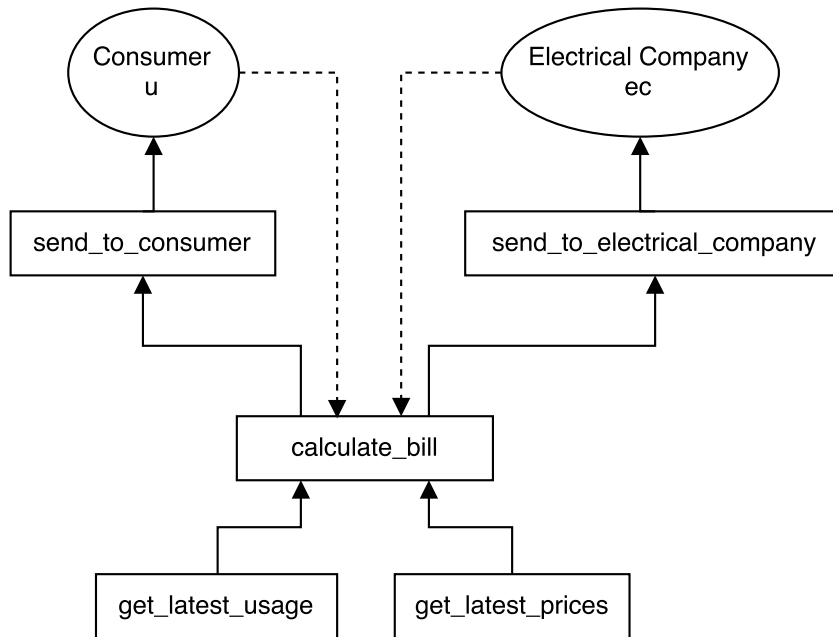 Consumer
u
Electrical Company
ec
send_to_consumer
send_to_electrical_company
calculate_bill
get_latest_usage
get_latest_prices